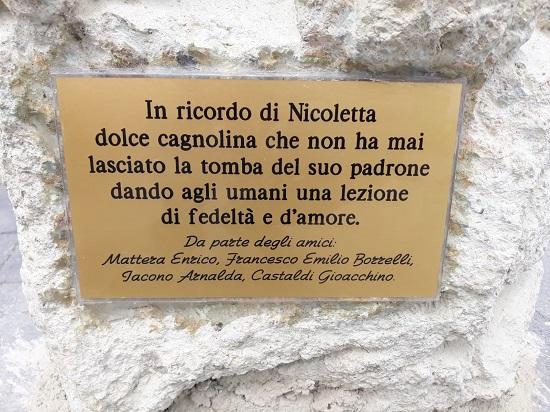 In ricordo di Nicoletta
dolce cagnolina che non ha mai
lasciato la tomba del suo padrone
dando agli umani una lezione
di fedeltà e d'amore.
Da parte degli amici:
Mattera Enrico, Francesco Emilio Borrelli,
Iacono Arnalda, Castaldi Gioacchino.